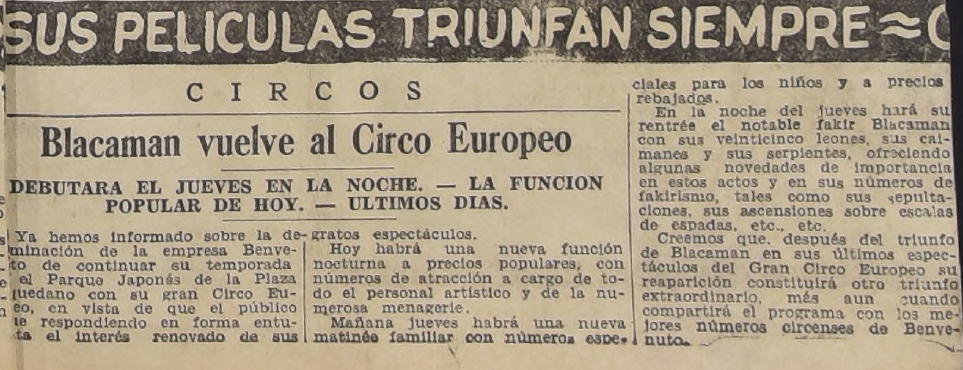 SUS PELICULAS TRIUNFAN SIEMPRE ≈
CIRCOS
Blacaman vuelve al Circo Europeo
DEBUTARA EL JUEVES EN LA NOCHE. — LA FUNCION
POPULAR DE HOY. — ULTIMOS DIAS.
Ya hemos informado sobre la de-
minación de la empresa Benve-
to de continuar su temporada
el Parque Japonés de la Plaza
quedano con su gran Circo Eu-
eo, en vista de que el público
respondiendo en forma entu-
ta el interés renovado de sus
gratos espectáculos.
Hoy habrá una nueva función
nocturna a precios populares, con
números de atracción a cargo de to-
do el personal artístico y de la nu-
merosa menagerie.
Mañana jueves habrá una nueva
matinée familiar con números espe-
ciales para los niños y a precios
rebajados.
En la noche del jueves hará su
rentrée el notable fakir Blacaman
con sus veinticinco leones, sus cai-
manes y sus serpientes, ofreciendo
algunas novedades de importancia
en estos actos y en sus números de
fakirismo, tales como sus sepulta-
ciones, sus ascensiones sobre escalas
de espadas, etc., etc.
Creemos que, después del triunfo
de Blacaman en sus últimos espec-
táculos del Gran Circo Europeo su
reaparición constituirá otro triunfo
extraordinario, más aun cuando
compartirá el programa con los me-
jores números circenses de Benve-
nuto.